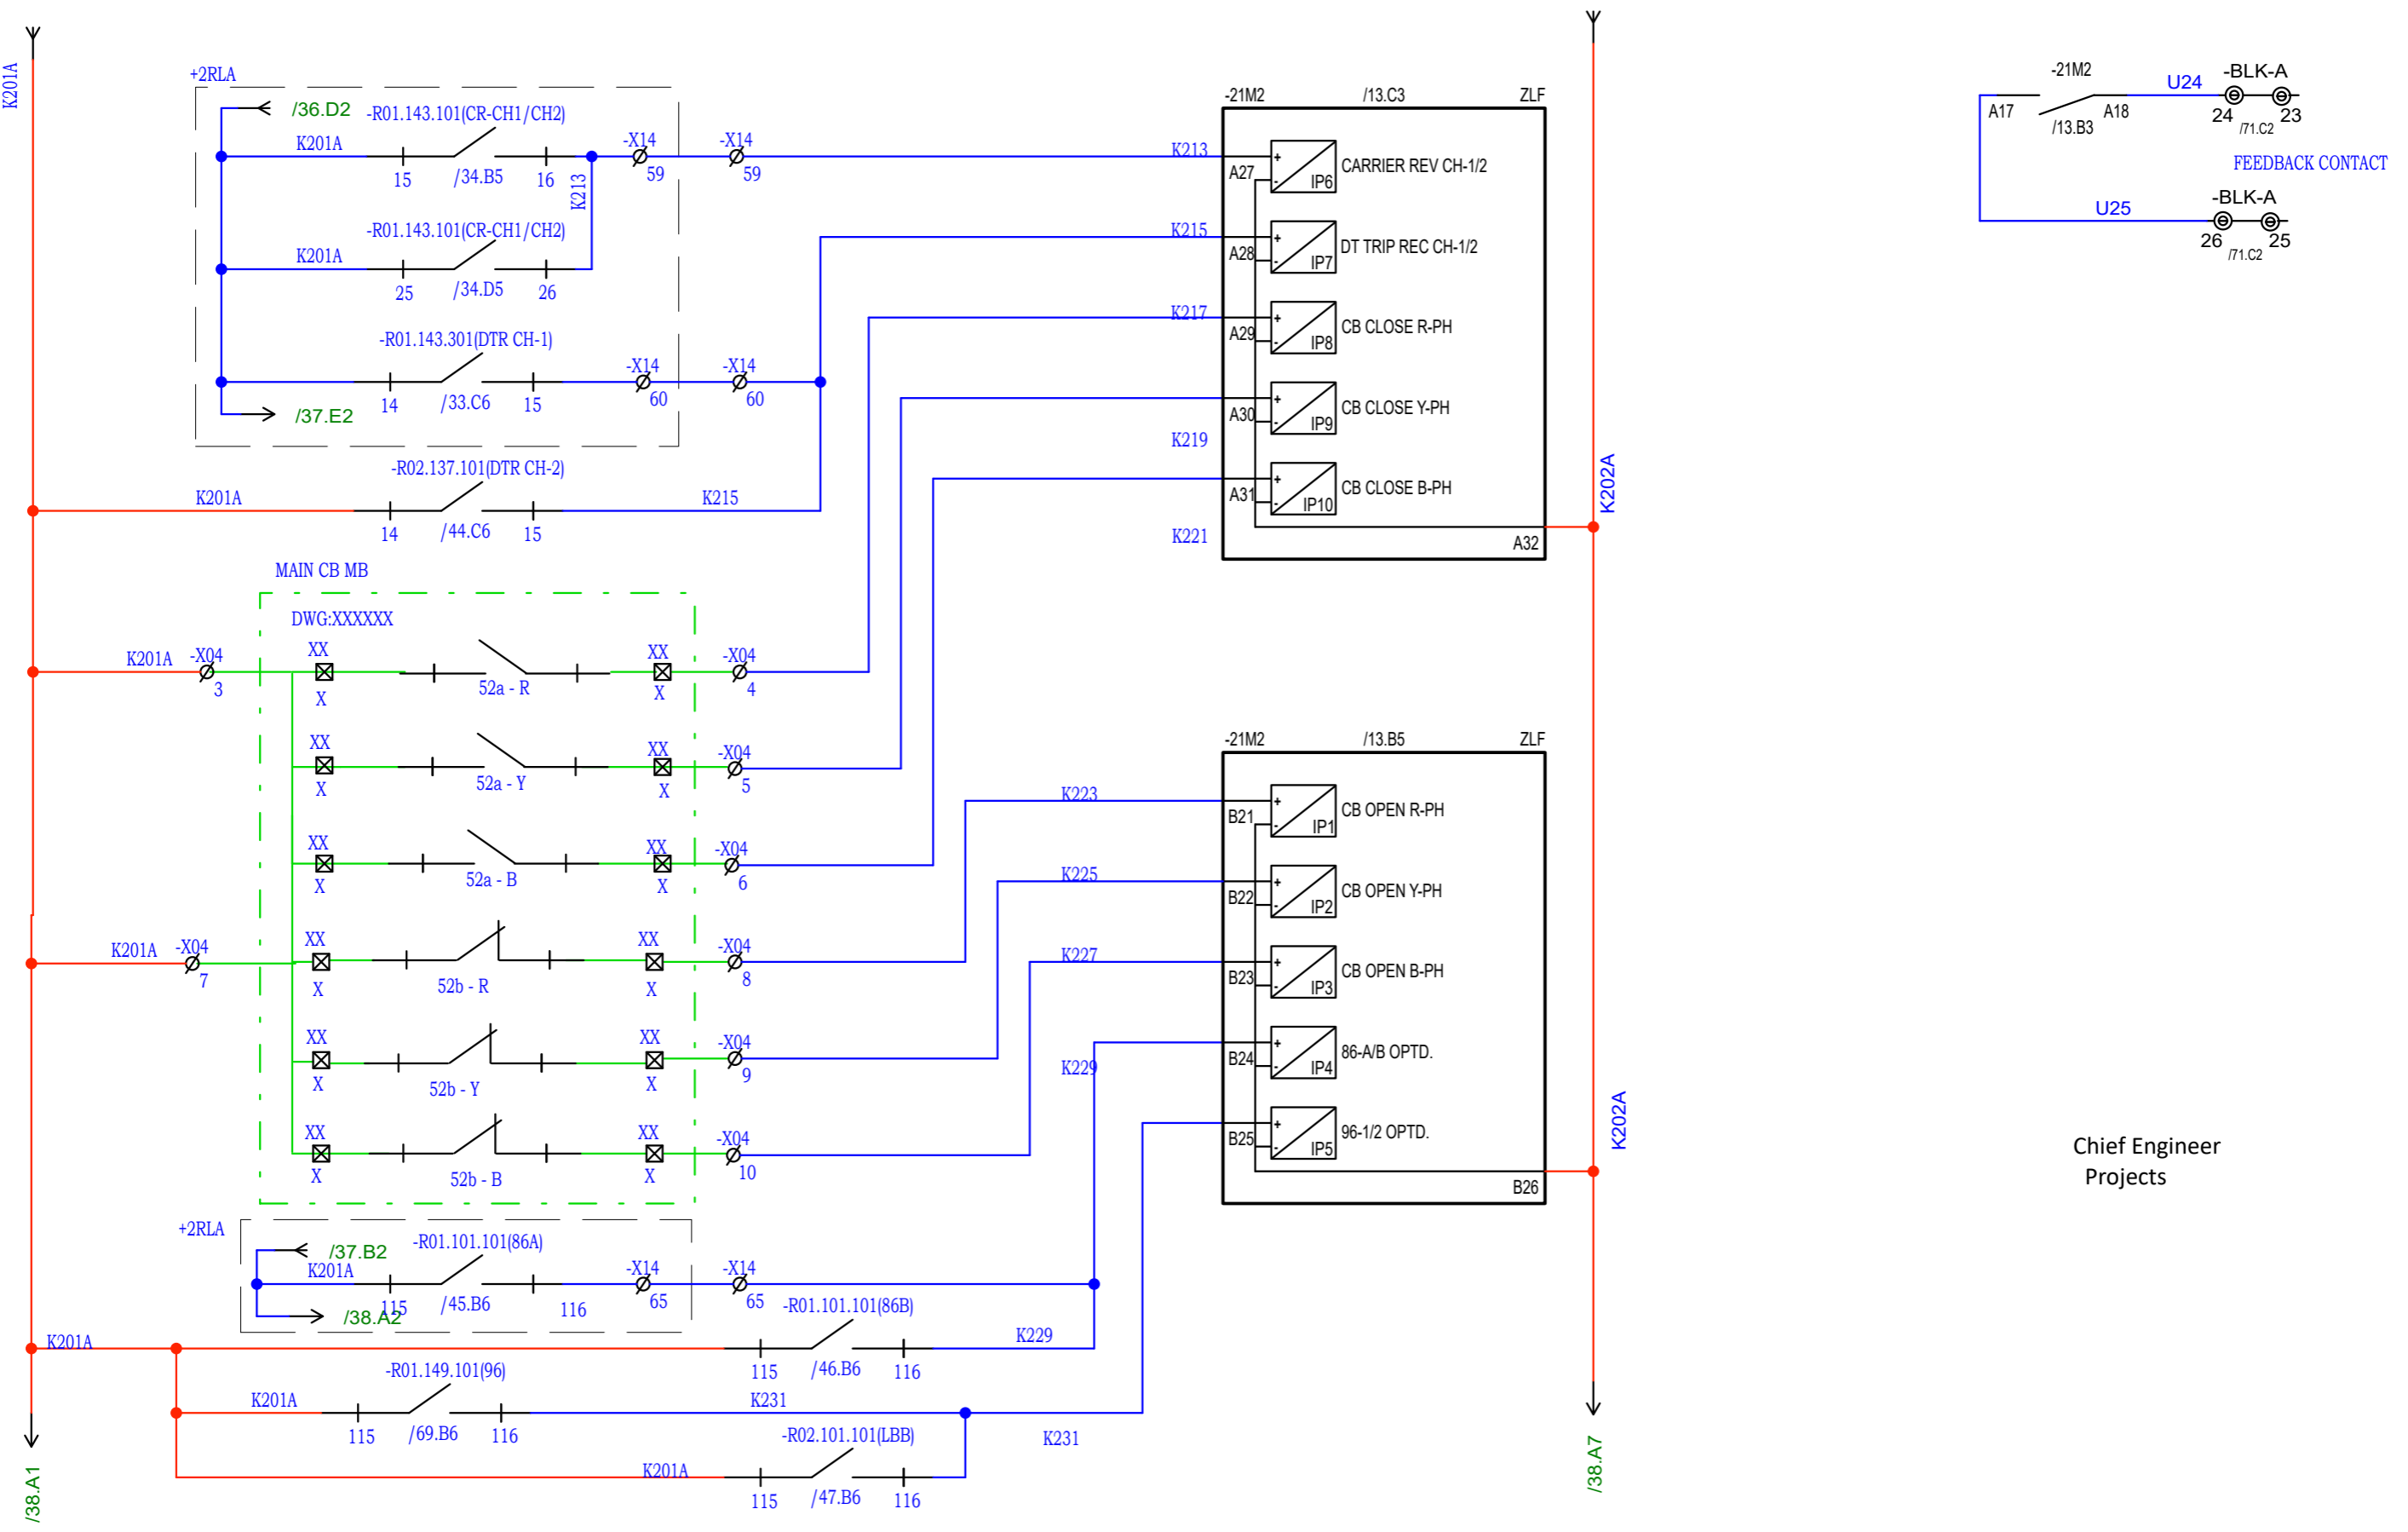 K201A
+2RLA
/36.D2
-R01.143.101(CR-CH1/CH2)
K201A
15
/34.B5
16
K213
-X14
59
-X14
59
-R01.143.101(CR-CH1/CH2)
K201A
25
/34.D5
26
-R01.143.301(DTR CH-1)
14
/33.C6
15
-X14
60
-X14
60
/37.E2
-R02.137.101(DTR CH-2)
K201A
14
/44.C6
15
K215
-21M2 /13.C3 ZLF
K213
A27
+
-
IP6
CARRIER REV CH-1/2
K215
A28
+
-
IP7
DT TRIP REC CH-1/2
K217
A29
+
-
IP8
CB CLOSE R-PH
A30
+
-
IP9
CB CLOSE Y-PH
K219
A31
+
-
IP10
CB CLOSE B-PH
K221
A32
K202A
-21M2
A17
/13.B3
A18
U24
-BLK-A
24
23
/71.C2
FEEDBACK CONTACT
U25
-BLK-A
26
25
/71.C2
MAIN CB MB
DWG:XXXXXX
K201A
-X04
3
XX
X
52a - R
XX
X
-X04
4
XX
X
52a - Y
XX
X
-X04
5
XX
X
52a - B
XX
X
-X04
6
K201A
-X04
7
XX
X
52b - R
XX
X
-X04
8
XX
X
52b - Y
XX
X
-X04
9
XX
X
52b - B
XX
X
-X04
10
-21M2 /13.B5 ZLF
K223
B21
+
-
IP1
CB OPEN R-PH
K225
B22
+
-
IP2
CB OPEN Y-PH
K227
B23
+
-
IP3
CB OPEN B-PH
K229
B24
+
-
IP4
86-A/B OPTD.
B25
+
-
IP5
96-1/2 OPTD.
B26
K202A
Chief Engineer
Projects
+2RLA
/37.B2
K201A
-R01.101.101(86A)
115
/45.B6
116
-X14
65
-X14
65
/38.A2
K201A
-R01.101.101(86B)
115
/46.B6
116
K229
-R01.149.101(96)
K201A
115
/69.B6
116
K231
K231
-R02.101.101(LBB)
K201A
115
/47.B6
116
/38.A1
/38.A7